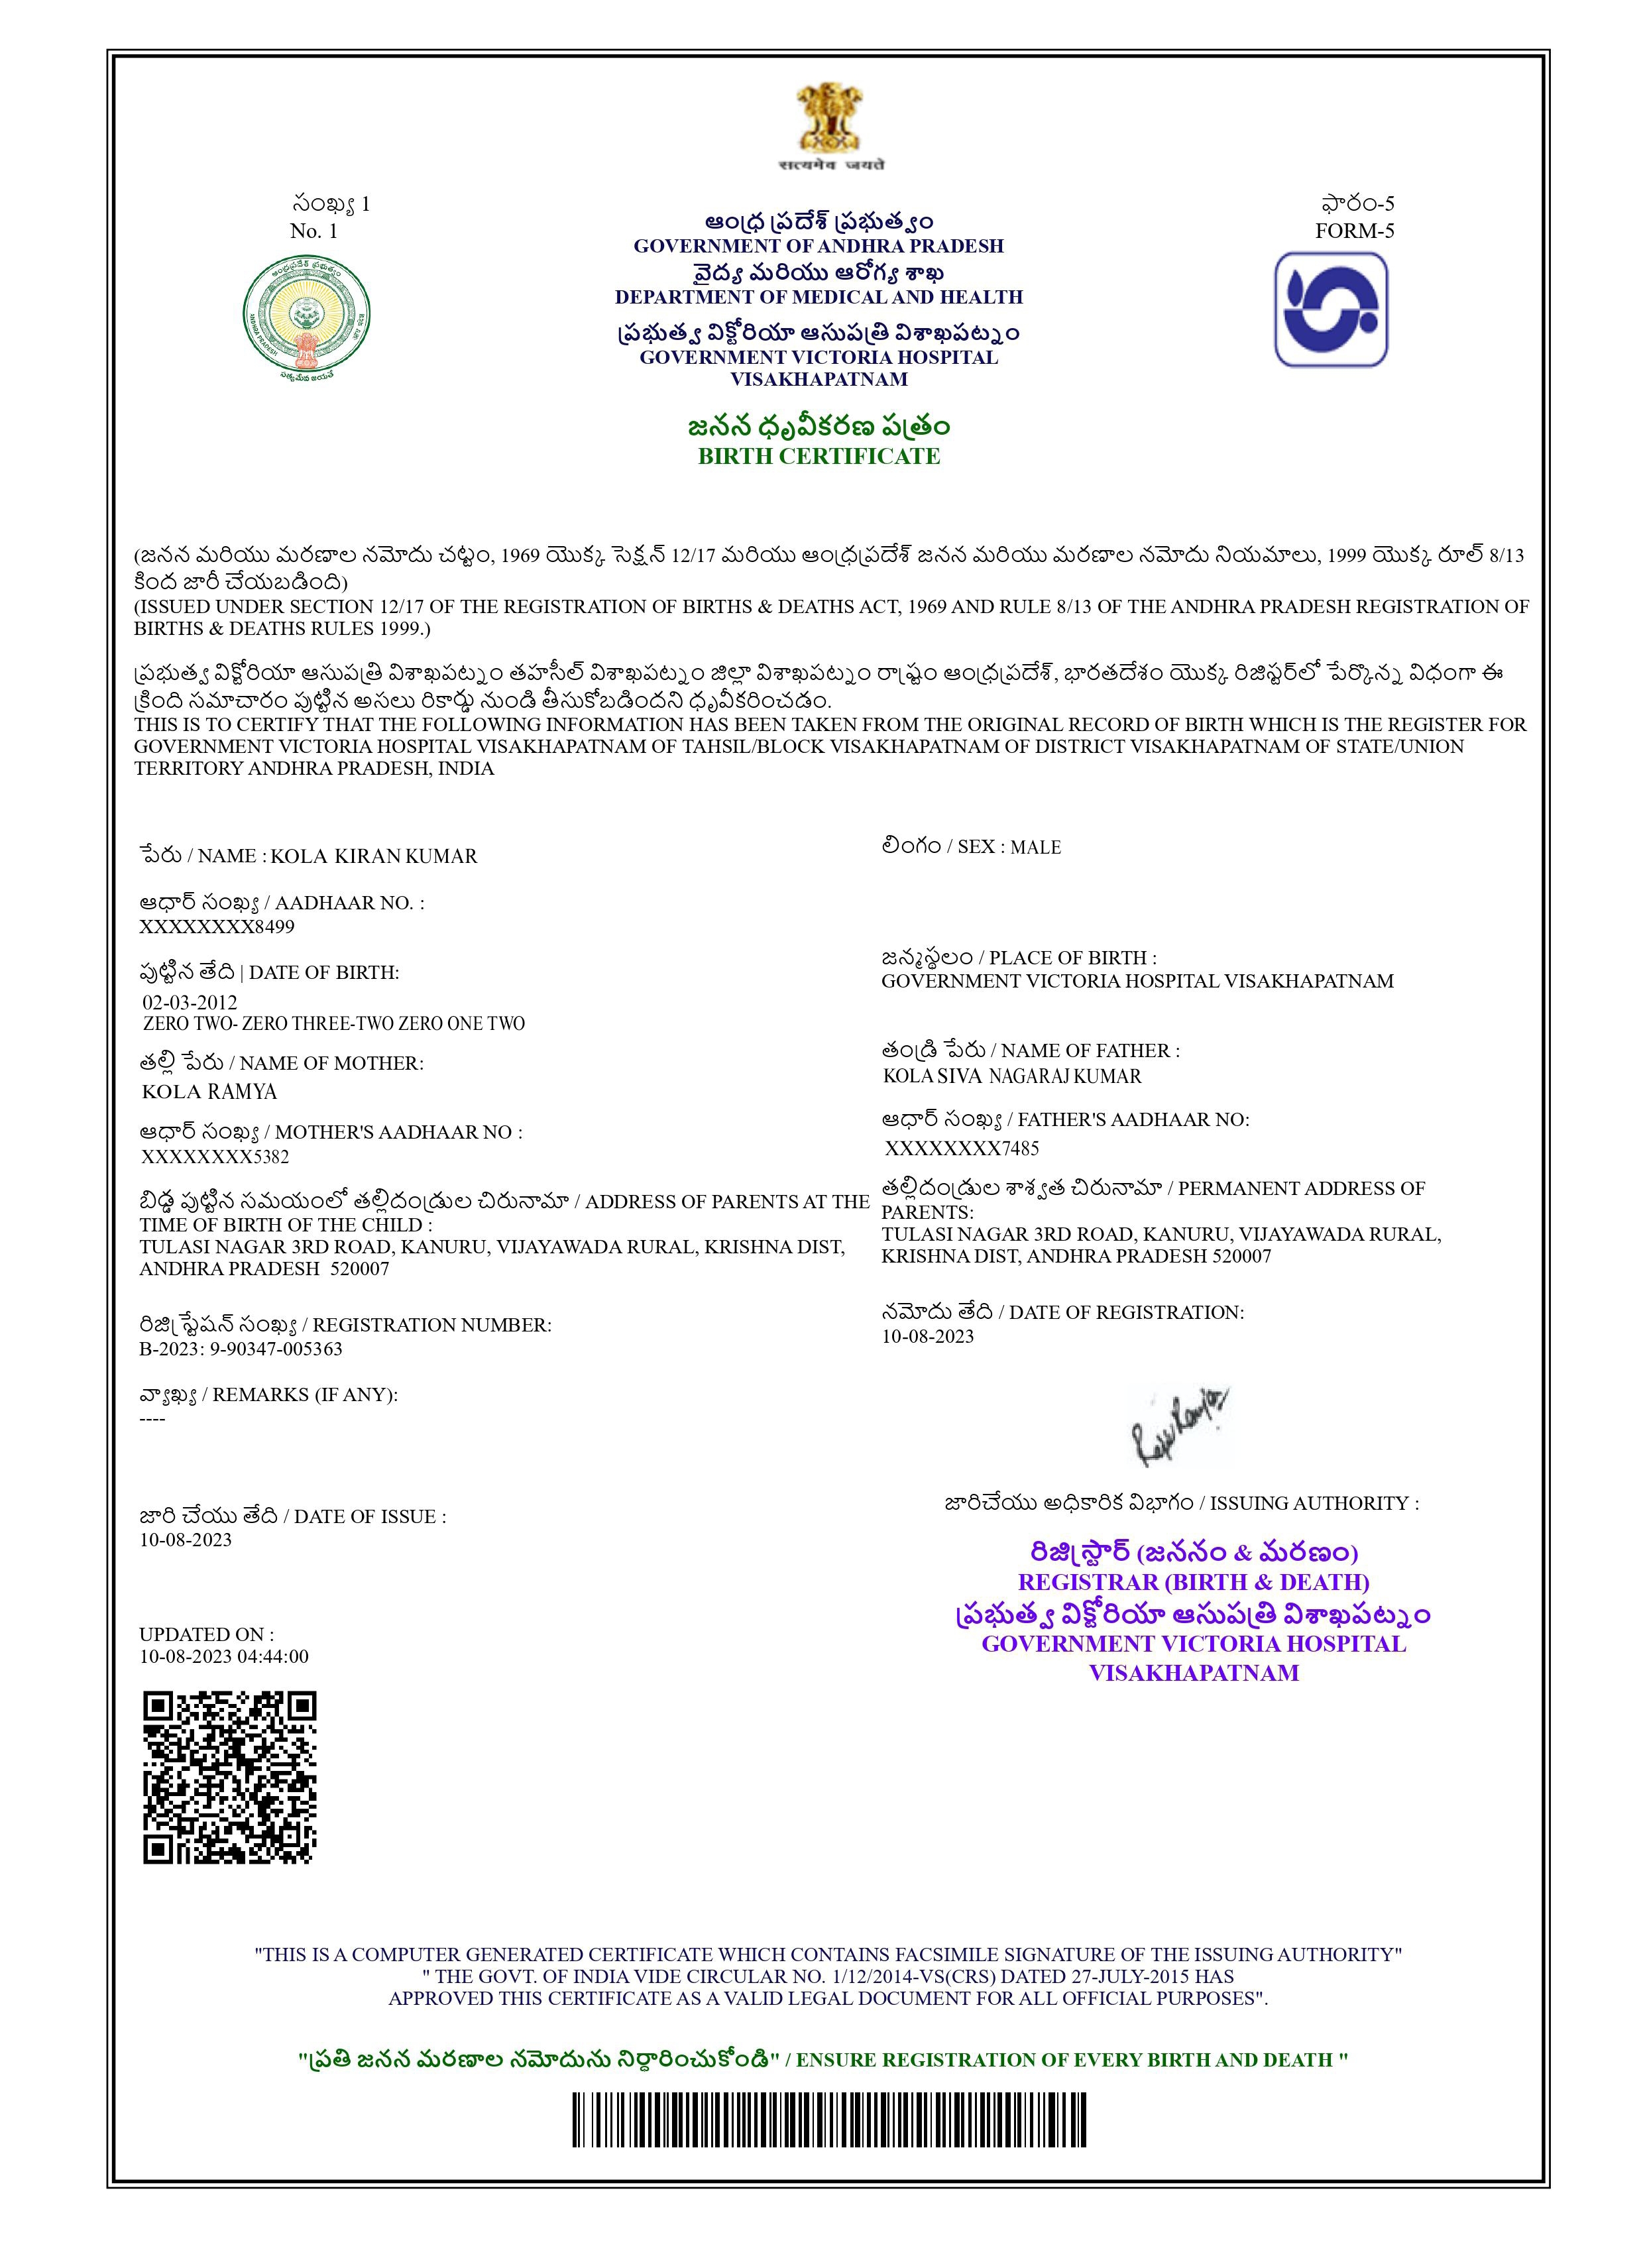 सत्यमेव जयते
సంఖ్య 1
No. 1
ఫారం-5
FORM-5
ఆంధ్రప్రదేశ్ ప్రభుత్వం
ANDHRA PRADESH
సత్యమేవ జయతే
ఆంధ్ర ప్రదేశ్ ప్రభుత్వం
GOVERNMENT OF ANDHRA PRADESH
వైద్య మరియు ఆరోగ్య శాఖ
DEPARTMENT OF MEDICAL AND HEALTH
ప్రభుత్వ విక్టోరియా ఆసుపత్రి విశాఖపట్నం
GOVERNMENT VICTORIA HOSPITAL
VISAKHAPATNAM
జనన ధృవీకరణ పత్రం
BIRTH CERTIFICATE
(జనన మరియు మరణాల నమోదు చట్టం, 1969 యొక్క సెక్షన్ 12/17 మరియు ఆంధ్రప్రదేశ్ జనన మరియు మరణాల నమోదు నియమాలు, 1999 యొక్క రూల్ 8/13
కింద జారీ చేయబడింది)
(ISSUED UNDER SECTION 12/17 OF THE REGISTRATION OF BIRTHS & DEATHS ACT, 1969 AND RULE 8/13 OF THE ANDHRA PRADESH REGISTRATION OF
BIRTHS & DEATHS RULES 1999.)
ప్రభుత్వ విక్టోరియా ఆసుపత్రి విశాఖపట్నం తహసీల్ విశాఖపట్నం జిల్లా విశాఖపట్నం రాష్ట్రం ఆంధ్రప్రదేశ్, భారతదేశం యొక్క రిజిస్టర్‌లో పేర్కొన్న విధంగా ఈ
క్రింది సమాచారం పుట్టిన అసలు రికార్డు నుండి తీసుకోబడిందని ధృవీకరించడం.
THIS IS TO CERTIFY THAT THE FOLLOWING INFORMATION HAS BEEN TAKEN FROM THE ORIGINAL RECORD OF BIRTH WHICH IS THE REGISTER FOR
GOVERNMENT VICTORIA HOSPITAL VISAKHAPATNAM OF TAHSIL/BLOCK VISAKHAPATNAM OF DISTRICT VISAKHAPATNAM OF STATE/UNION
TERRITORY ANDHRA PRADESH, INDIA
పేరు / NAME : KOLA KIRAN KUMAR
లింగం / SEX : MALE
ఆధార్ సంఖ్య / AADHAAR NO. :
XXXXXXXX8499
పుట్టిన తేది | DATE OF BIRTH:
02-03-2012
ZERO TWO- ZERO THREE-TWO ZERO ONE TWO
జన్మస్థలం / PLACE OF BIRTH :
GOVERNMENT VICTORIA HOSPITAL VISAKHAPATNAM
తల్లి పేరు / NAME OF MOTHER:
KOLA RAMYA
తండ్రి పేరు / NAME OF FATHER :
KOLA SIVA NAGARAJ KUMAR
ఆధార్ సంఖ్య / MOTHER'S AADHAAR NO :
XXXXXXXX5382
ఆధార్ సంఖ్య / FATHER'S AADHAAR NO:
XXXXXXXX7485
బిడ్డ పుట్టిన సమయంలో తల్లిదండ్రుల చిరునామా / ADDRESS OF PARENTS AT THE
TIME OF BIRTH OF THE CHILD :
TULASI NAGAR 3RD ROAD, KANURU, VIJAYAWADA RURAL, KRISHNA DIST,
ANDHRA PRADESH 520007
తల్లిదండ్రుల శాశ్వత చిరునామా / PERMANENT ADDRESS OF
PARENTS:
TULASI NAGAR 3RD ROAD, KANURU, VIJAYAWADA RURAL,
KRISHNA DIST, ANDHRA PRADESH 520007
రిజిస్ట్రేషన్ సంఖ్య / REGISTRATION NUMBER:
B-2023: 9-90347-005363
నమోదు తేది / DATE OF REGISTRATION:
10-08-2023
వ్యాఖ్య / REMARKS (IF ANY):
----
జారి చేయు తేది / DATE OF ISSUE :
10-08-2023
జారిచేయు అధికారిక విభాగం / ISSUING AUTHORITY :
రిజిస్ట్రార్ (జననం & మరణం)
REGISTRAR (BIRTH & DEATH)
ప్రభుత్వ విక్టోరియా ఆసుపత్రి విశాఖపట్నం
GOVERNMENT VICTORIA HOSPITAL
VISAKHAPATNAM
UPDATED ON :
10-08-2023 04:44:00
"THIS IS A COMPUTER GENERATED CERTIFICATE WHICH CONTAINS FACSIMILE SIGNATURE OF THE ISSUING AUTHORITY"
" THE GOVT. OF INDIA VIDE CIRCULAR NO. 1/12/2014-VS(CRS) DATED 27-JULY-2015 HAS
APPROVED THIS CERTIFICATE AS A VALID LEGAL DOCUMENT FOR ALL OFFICIAL PURPOSES".
"ప్రతి జనన మరణాల నమోదును నిర్ధారించుకోండి" / ENSURE REGISTRATION OF EVERY BIRTH AND DEATH "